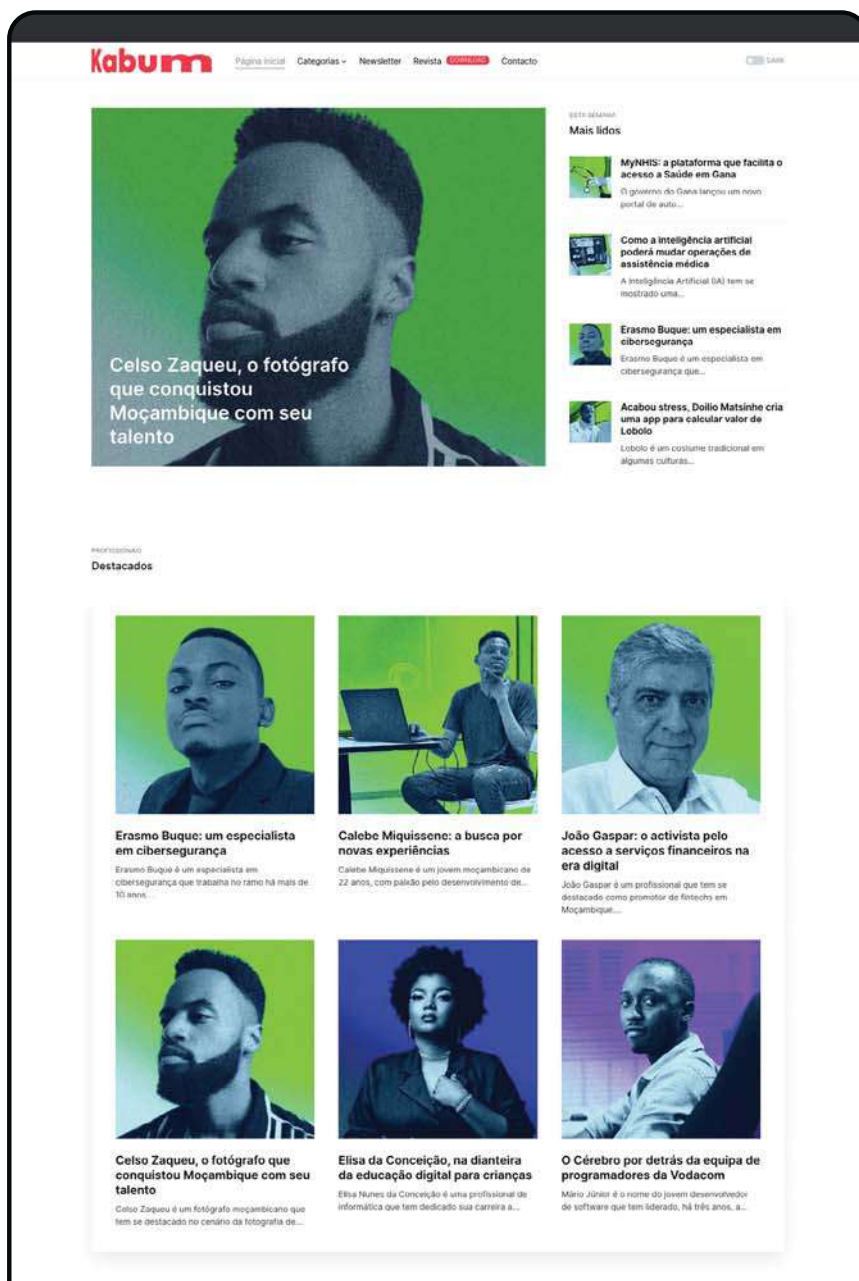 Kabum
Página inicial Categorias Newsletter Revista DOWNLOAD Contacto
DARK
ESTA SEMANA
Mais lidos
MyNHIS: a plataforma que facilita o
acesso a Saúde em Gana
O governo do Gana lançou um novo
portal de auto...
Como a inteligência artificial
poderá mudar operações de
assistência médica
A Inteligência Artificial (IA) tem se
mostrado uma...
Erasmo Buque: um especialista em
cibersegurança
Erasmo Buque é um especialista em
cibersegurança que...
Acabou stress, Doilio Matsinhe cria
uma app para calcular valor de
Lobolo
Lobolo é um costume tradicional em
algumas culturas...
Celso Zaqueu, o fotógrafo
que conquistou
Moçambique com seu
talento
PROFISSIONAIS
Destacados
Erasmo Buque: um especialista
em cibersegurança
Erasmo Buque é um especialista em
cibersegurança que trabalha no ramo há mais de
10 anos....
Calebe Miquissene: a busca por
novas experiências
Calebe Miquissene é um jovem moçambicano de
22 anos, com paixão pelo desenvolvimento de...
João Gaspar: o activista pelo
acesso a serviços financeiros na
era digital
João Gaspar é um profissional que tem se
destacado como promotor de fintechs em
Moçambique....
Celso Zaqueu, o fotógrafo que
conquistou Moçambique com seu
talento
Celso Zaqueu é um fotógrafo moçambicano que
tem se destacado no cenário da fotografia de...
Elisa da Conceição, na dianteira
da educação digital para crianças
Elisa Nunes da Conceição é uma profissional de
informática que tem dedicado sua carreira a...
O Cérebro por detrás da equipa de
programadores da Vodacom
Mário Júnior é o nome do jovem desenvolvedor
de software que tem liderado, há três anos, a...